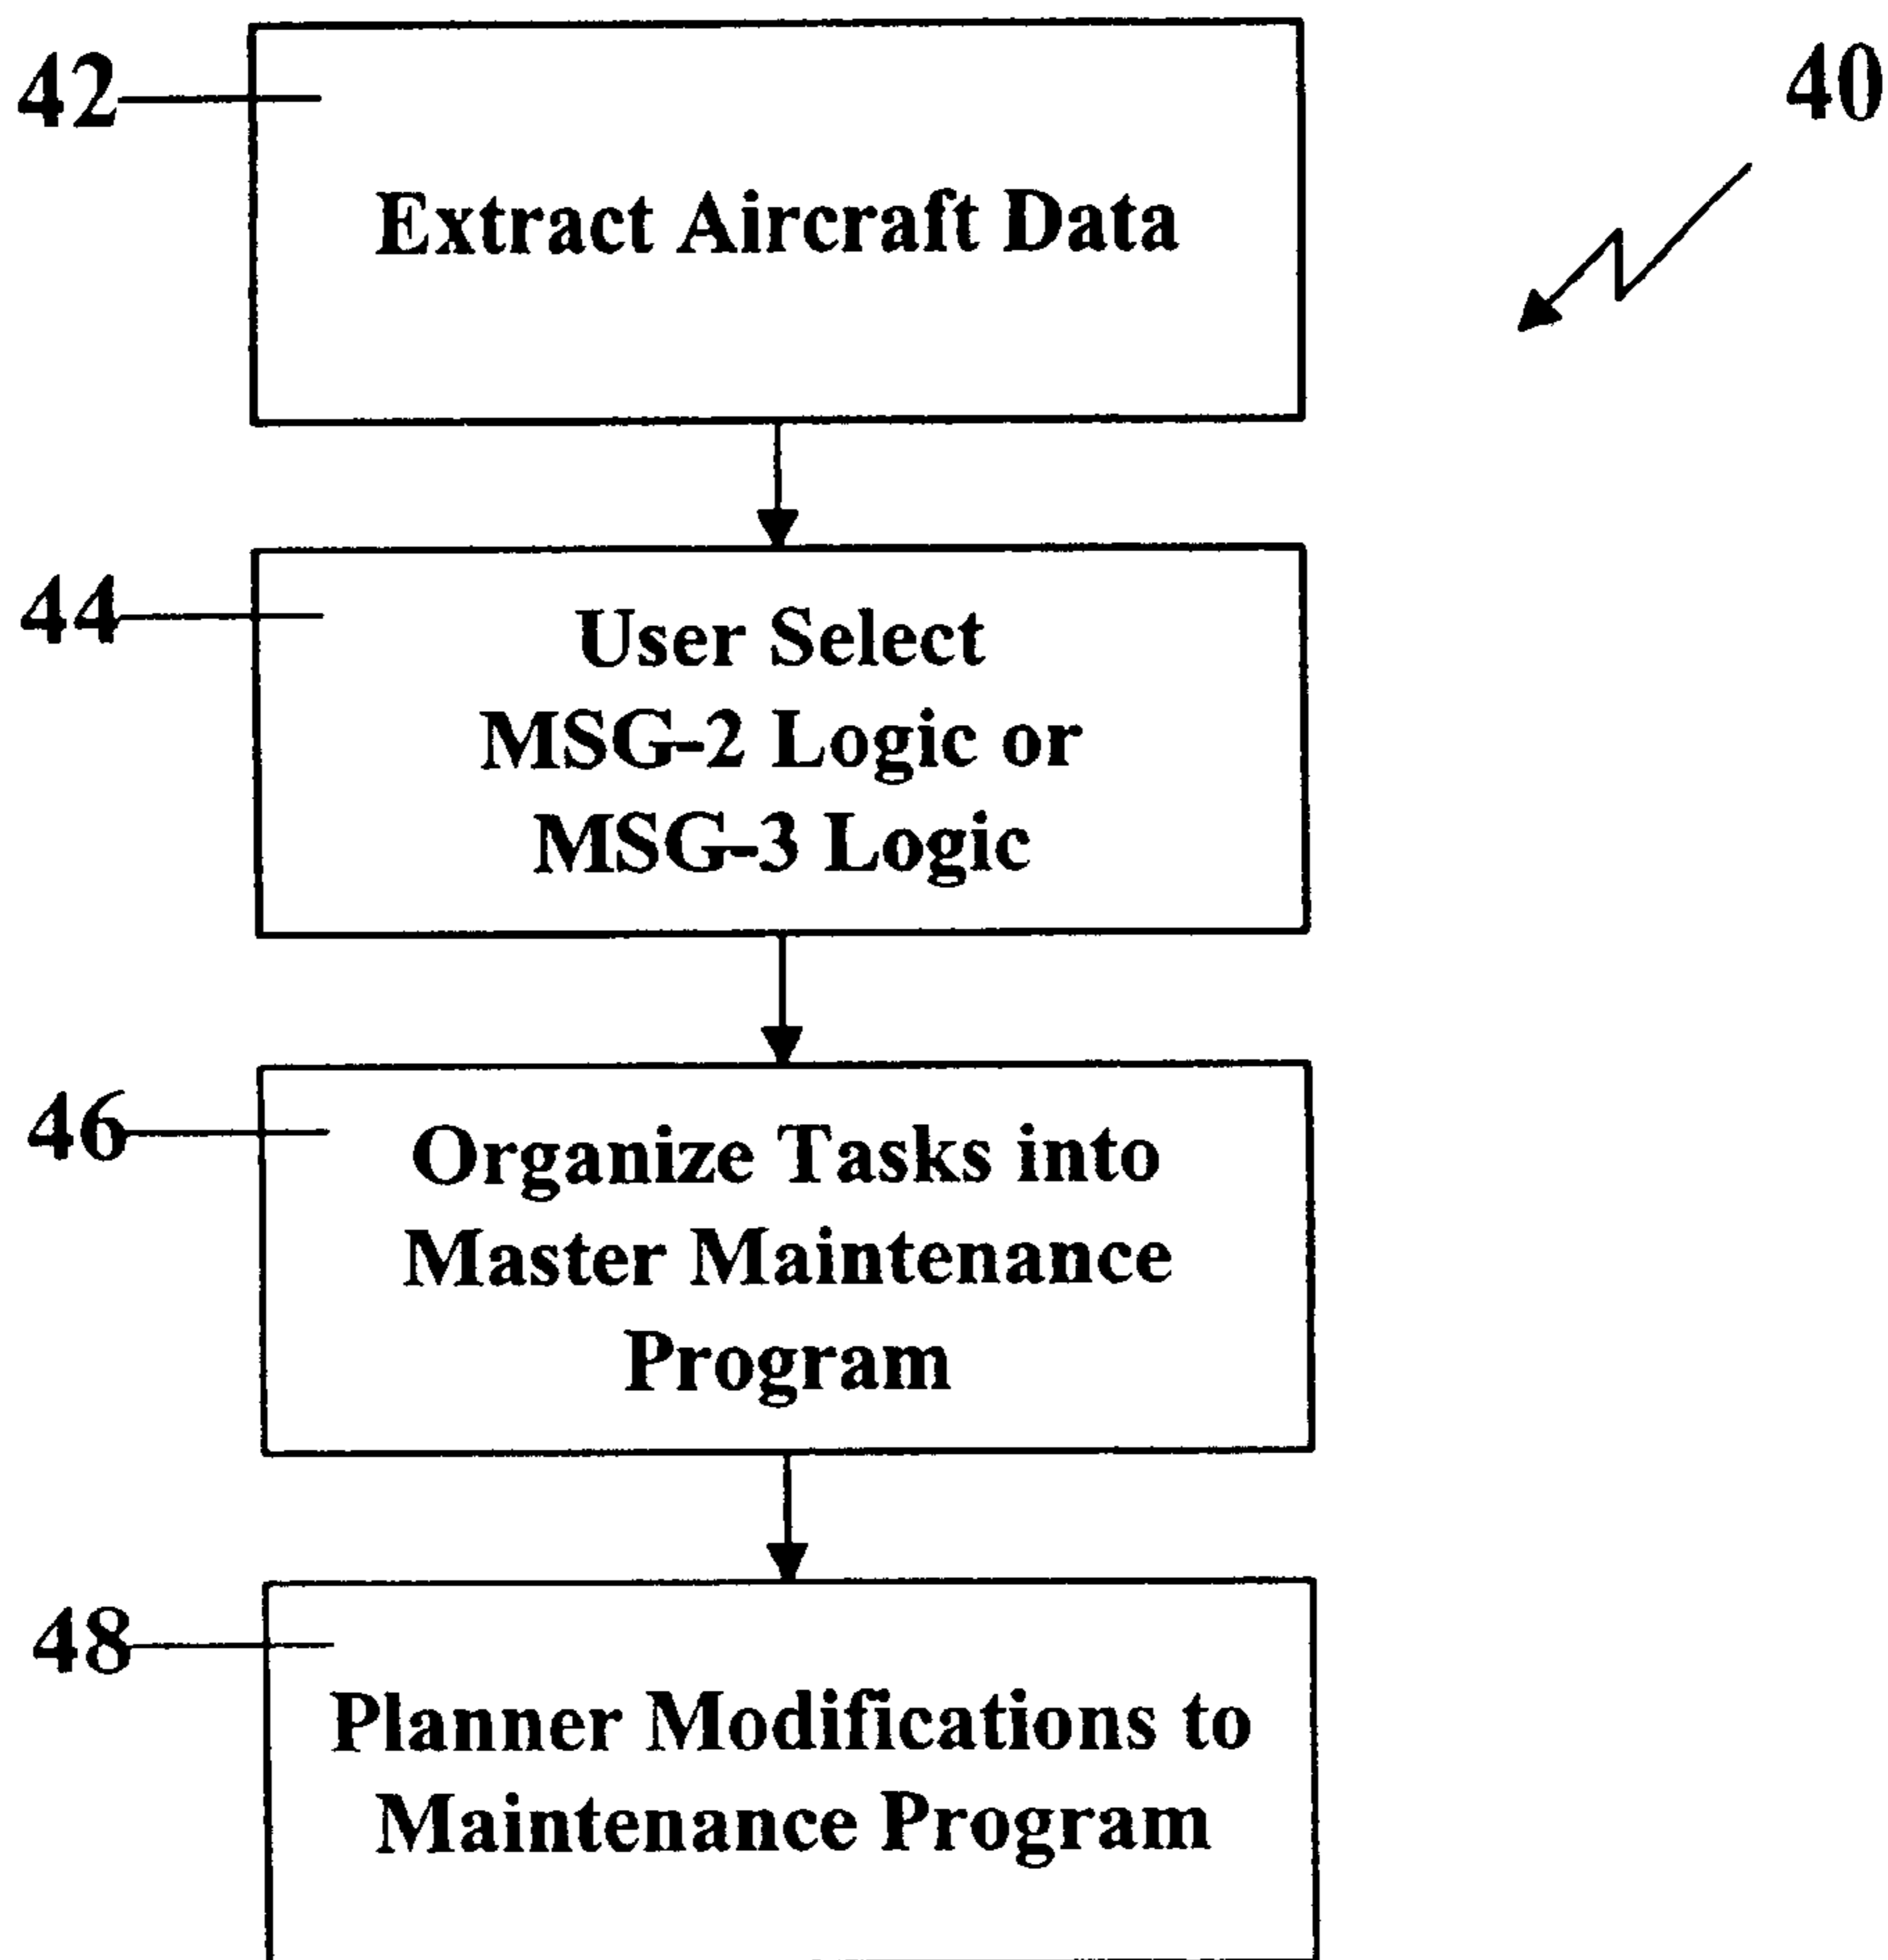 42
40
Extract Aircraft Data
44
User Select
MSG-2 Logic or
MSG-3 Logic
46
Organize Tasks into
Master Maintenance
Program
48
Planner Modifications to
Maintenance Program